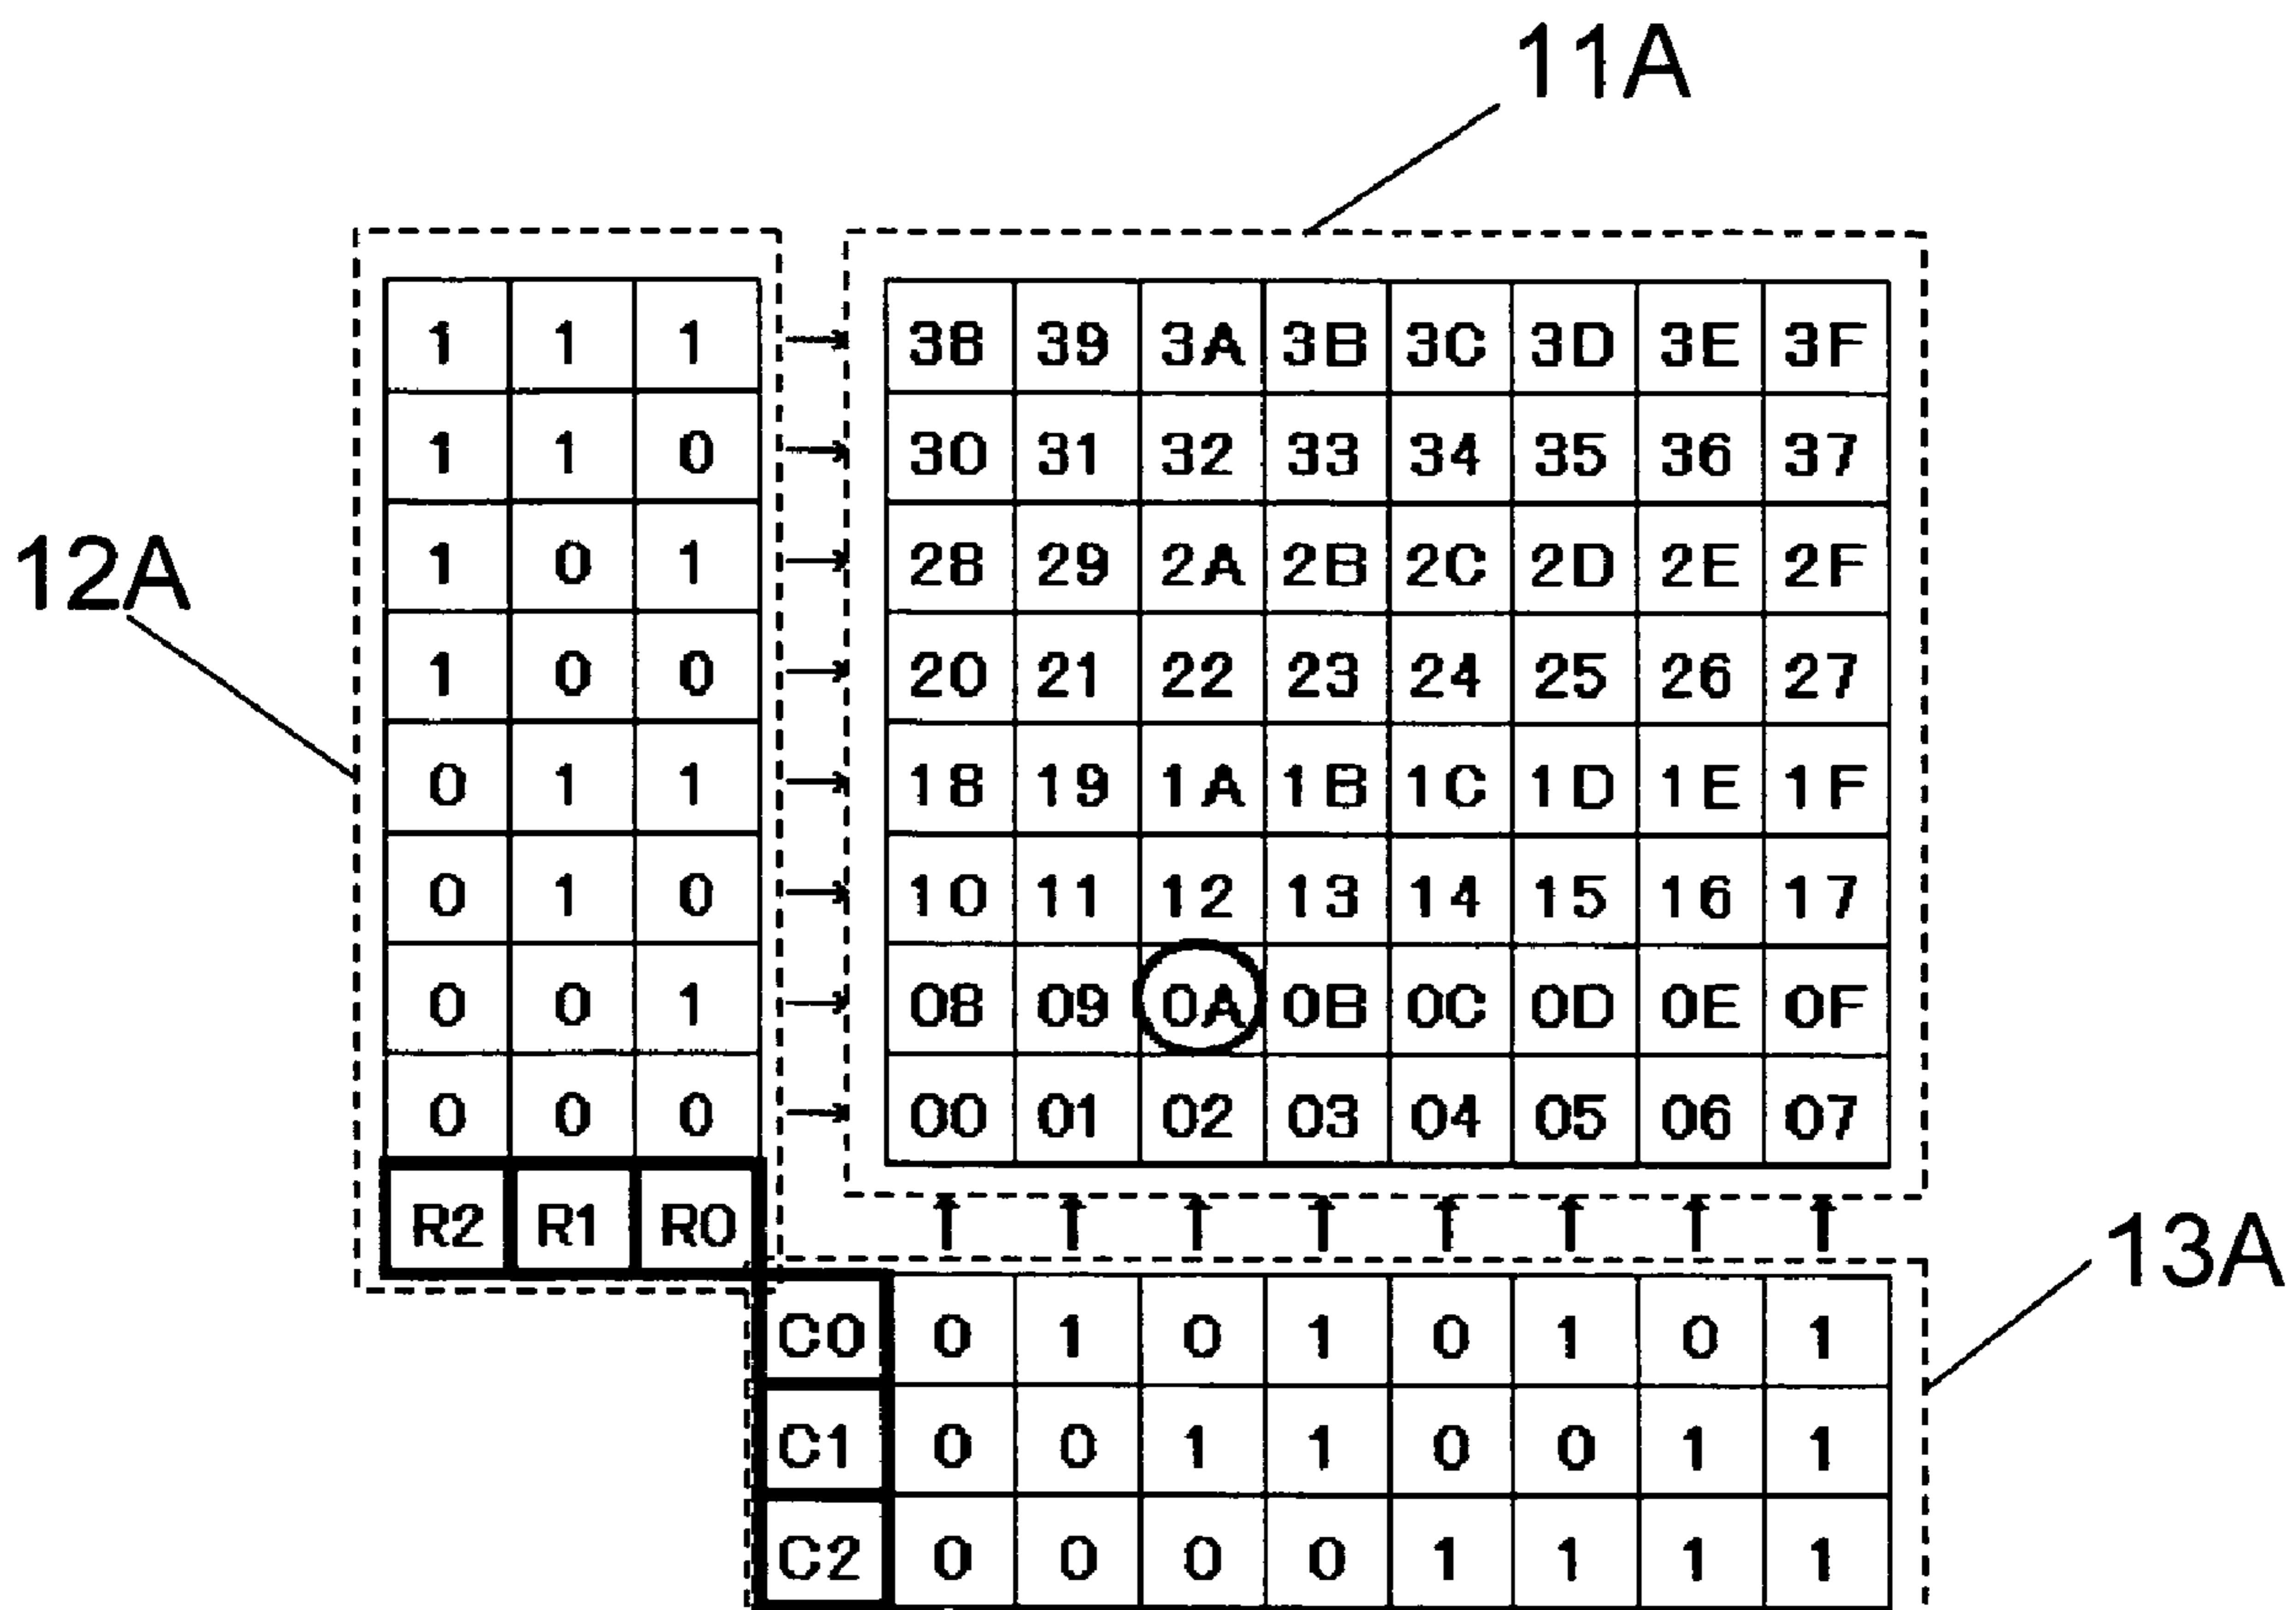 11A
1 1 1 38 39 3A 3B 3C 3D 3E 3F
1 1 0 30 31 32 33 34 35 36 37
12A
1 0 1 28 29 2A 2B 2C 2D 2E 2F
1 0 0 20 21 22 23 24 25 26 27
0 1 1 18 19 1A 1B 1C 1D 1E 1F
0 1 0 10 11 12 13 14 15 16 17
0 0 1 08 09 0A 0B 0C 0D 0E 0F
0 0 0 00 01 02 03 04 05 06 07
R2 R1 R0
13A
C0 0 1 0 1 0 1 0 1
C1 0 0 1 1 0 0 1 1
C2 0 0 0 0 1 1 1 1